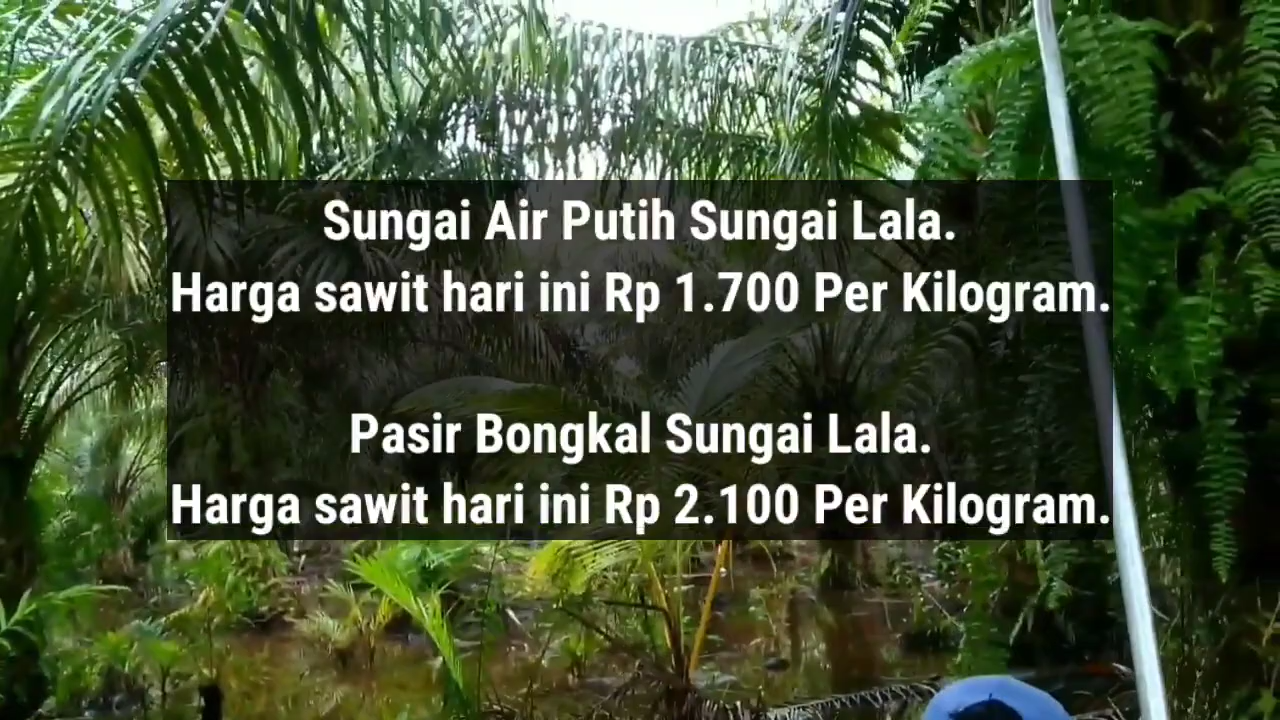 Sungai Air Putih Sungai Lala.
Harga sawit hari ini Rp 1.700 Per Kilogram.
Pasir Bongkal Sungai Lala.
Harga sawit hari ini Rp 2.100 Per Kilogram.